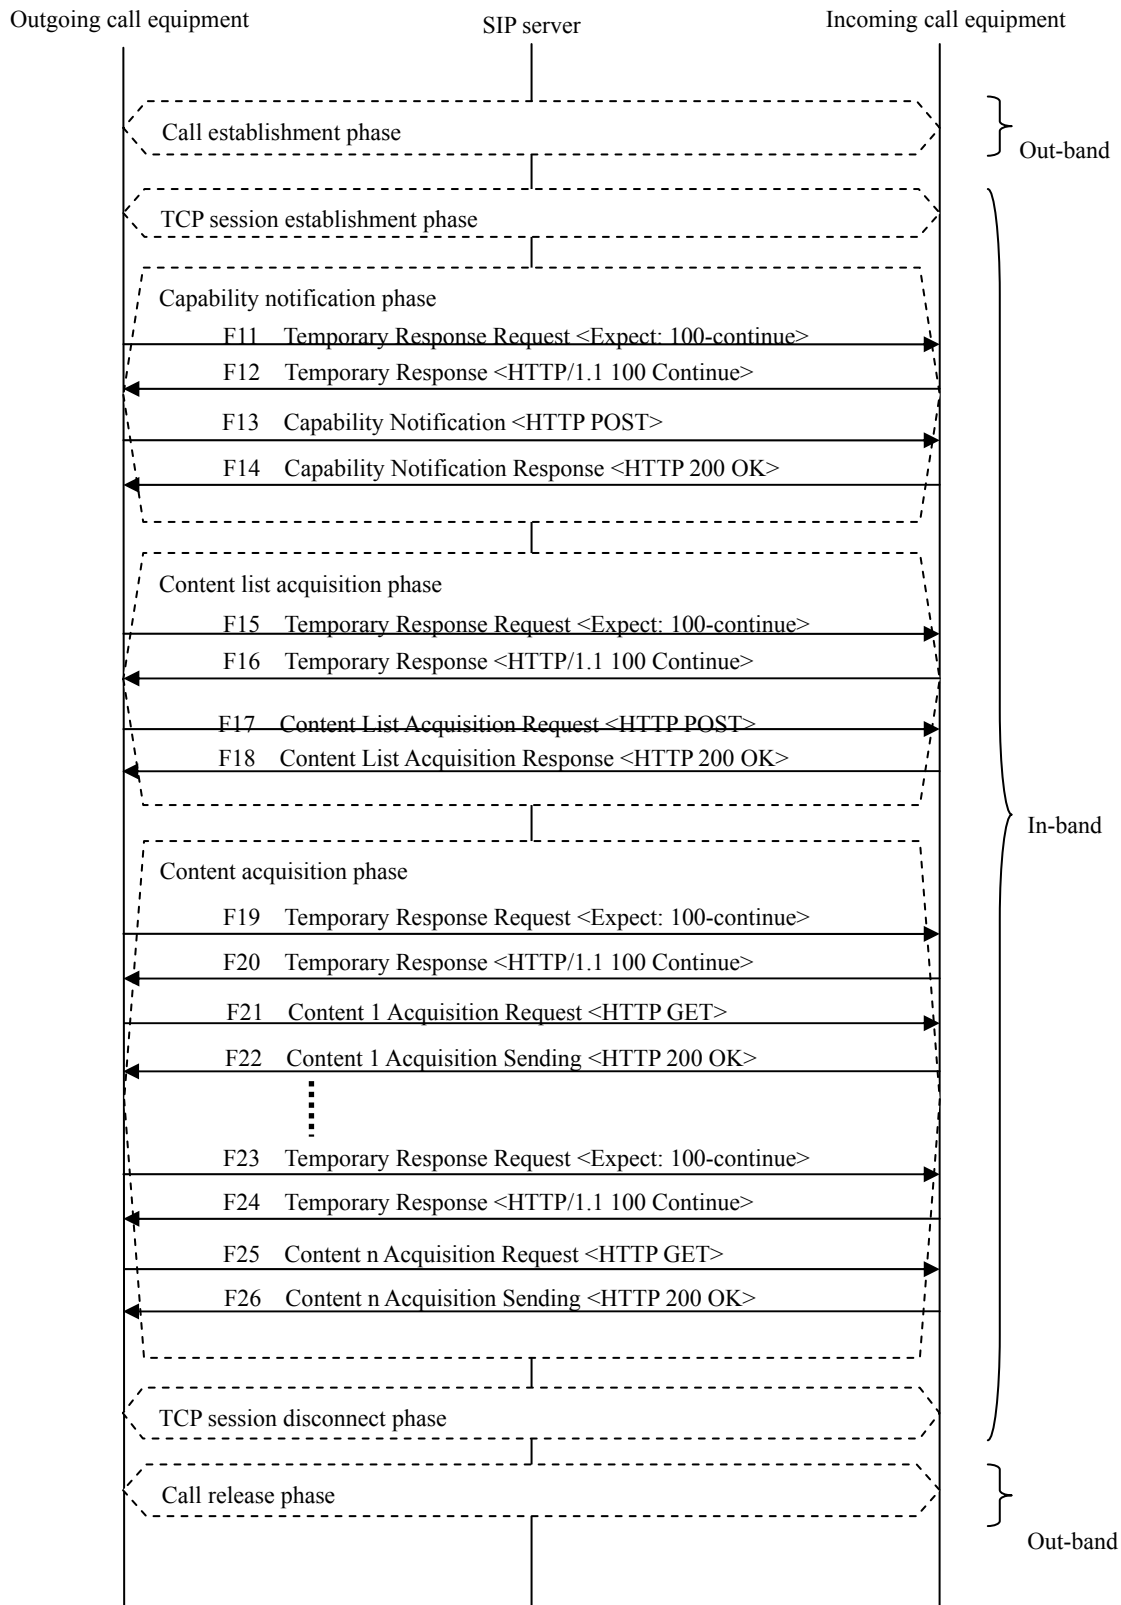 Outgoing call equipment
SIP server
Incoming call equipment
Call establishment phase
Out-band
TCP session establishment phase
Capability notification phase
F11 Temporary Response Request <Expect: 100-continue>
F12 Temporary Response <HTTP/1.1 100 Continue>
F13 Capability Notification <HTTP POST>
F14 Capability Notification Response <HTTP 200 OK>
Content list acquisition phase
F15 Temporary Response Request <Expect: 100-continue>
F16 Temporary Response <HTTP/1.1 100 Continue>
F17 Content List Acquisition Request <HTTP POST>
F18 Content List Acquisition Response <HTTP 200 OK>
In-band
Content acquisition phase
F19 Temporary Response Request <Expect: 100-continue>
F20 Temporary Response <HTTP/1.1 100 Continue>
F21 Content 1 Acquisition Request <HTTP GET>
F22 Content 1 Acquisition Sending <HTTP 200 OK>
F23 Temporary Response Request <Expect: 100-continue>
F24 Temporary Response <HTTP/1.1 100 Continue>
F25 Content n Acquisition Request <HTTP GET>
F26 Content n Acquisition Sending <HTTP 200 OK>
TCP session disconnect phase
Call release phase
Out-band